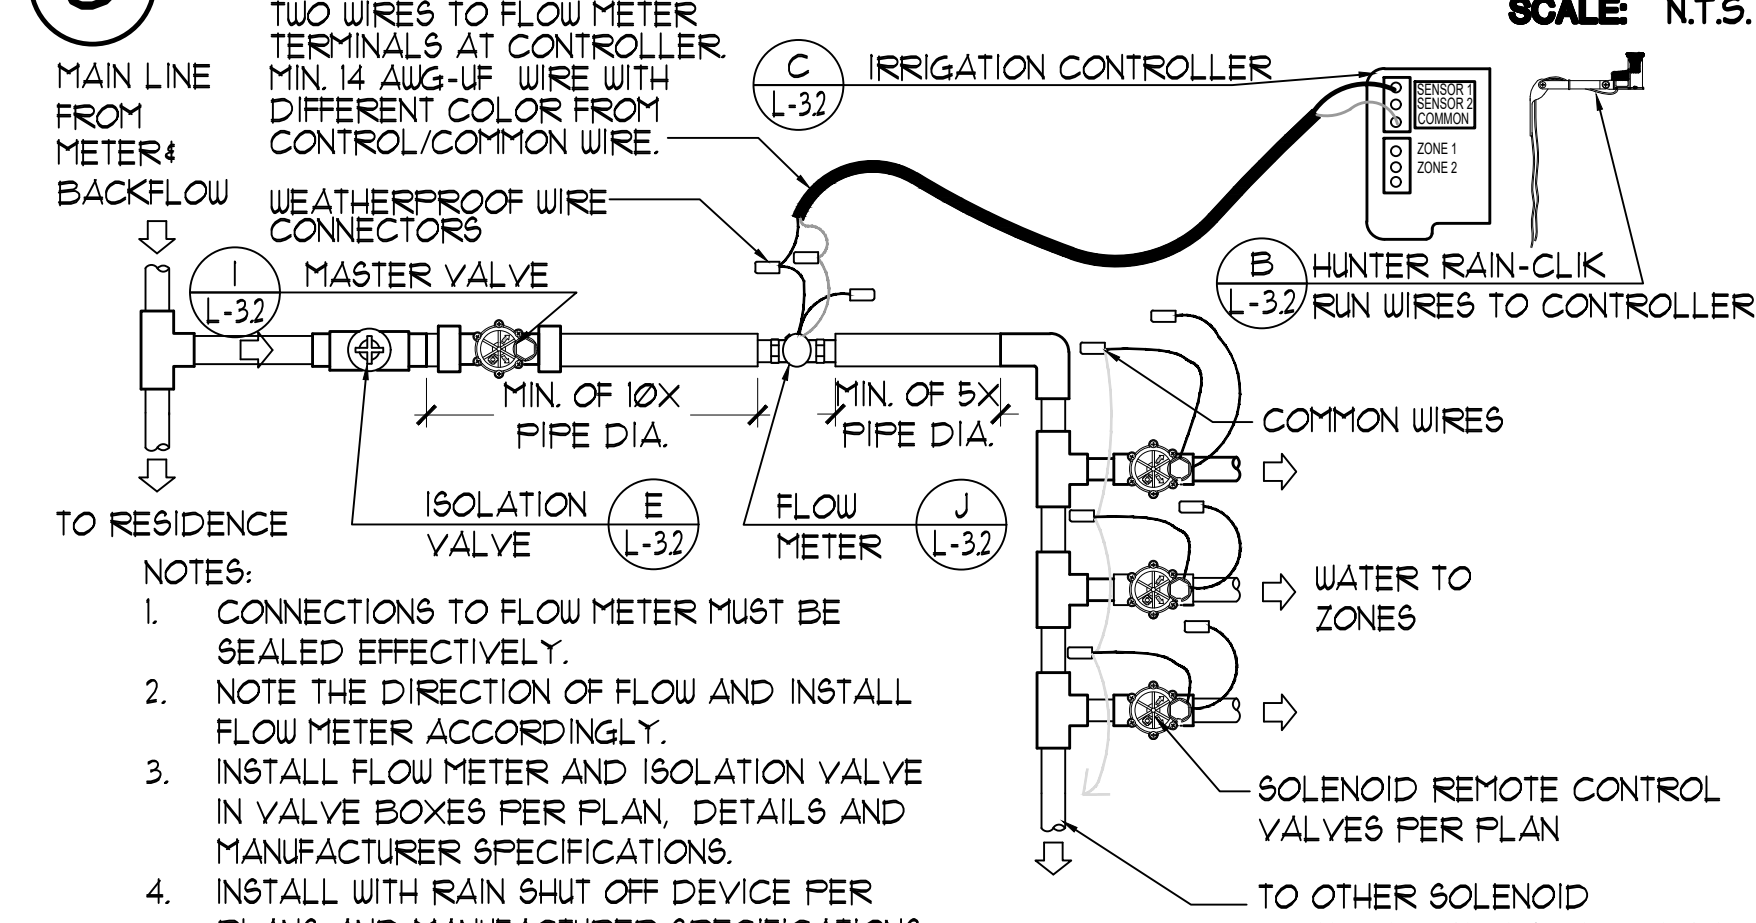 SCALE: N.T.S.
TWO WIRES TO FLOW METER
TERMINALS AT CONTROLLER.
MIN. 14 AWG-UF WIRE WITH
DIFFERENT COLOR FROM
CONTROL/COMMON WIRE.
MAIN LINE
FROM
METER&
BACKFLOW
C
L-3.2
IRRIGATION CONTROLLER
SENSOR 1
SENSOR 2
COMMON
ZONE 1
ZONE 2
WEATHERPROOF WIRE
CONNECTORS
I
L-3.2
MASTER VALVE
B
L-3.2
HUNTER RAIN-CLIK
RUN WIRES TO CONTROLLER
MIN. OF 10X
PIPE DIA.
MIN. OF 5X
PIPE DIA.
COMMON WIRES
ISOLATION
VALVE
E
L-3.2
FLOW
METER
J
L-3.2
TO RESIDENCE
WATER TO
ZONES
NOTES:
1. CONNECTIONS TO FLOW METER MUST BE
SEALED EFFECTIVELY.
2. NOTE THE DIRECTION OF FLOW AND INSTALL
FLOW METER ACCORDINGLY.
3. INSTALL FLOW METER AND ISOLATION VALVE
IN VALVE BOXES PER PLAN, DETAILS AND
MANUFACTURER SPECIFICATIONS.
4. INSTALL WITH RAIN SHUT OFF DEVICE PER
PLANS AND MANUFACTURER SPECIFICATIONS
SOLENOID REMOTE CONTROL
VALVES PER PLAN
TO OTHER SOLENOID